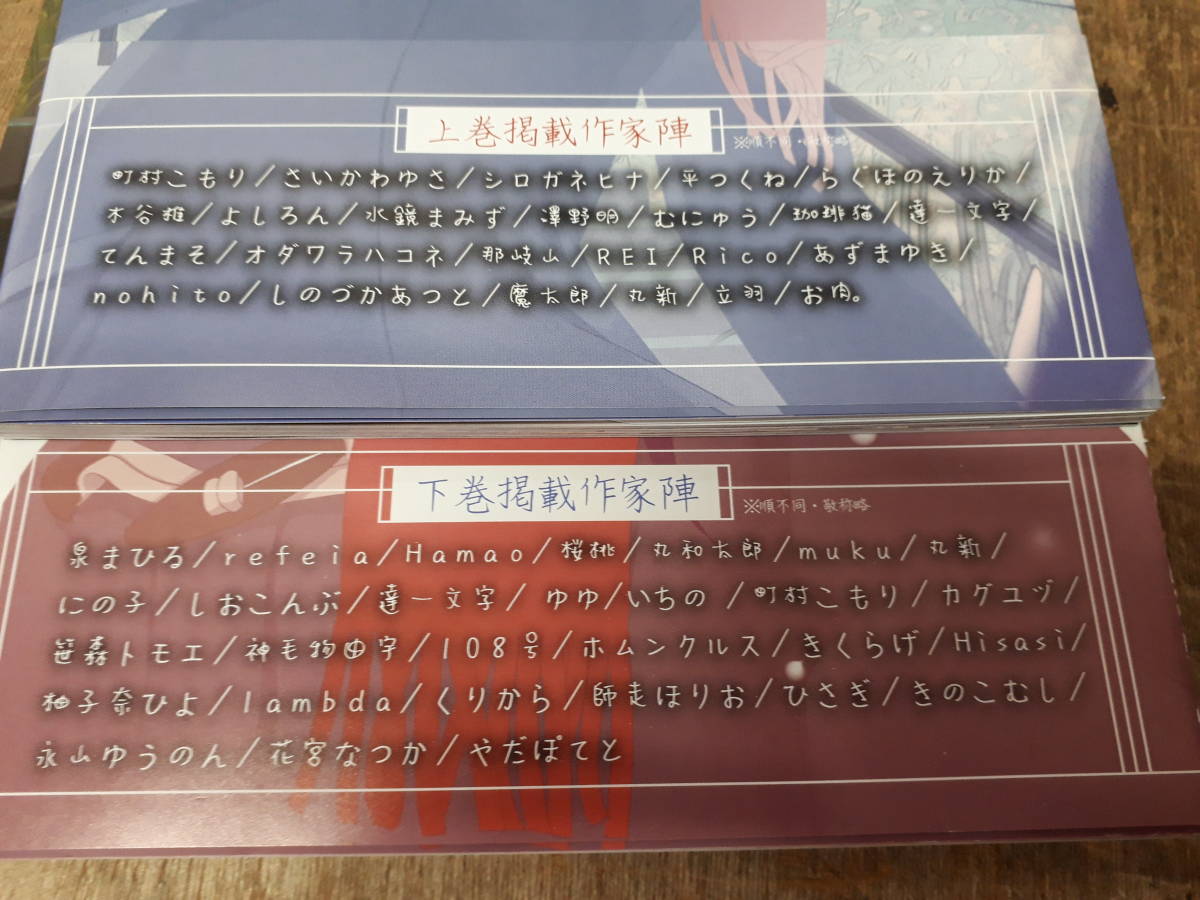 上巻掲載作家陣
※順不同・敬称略
町村こもり/さいかわゆさ/シロガネヒナ/平つくね/らぐほのえりか/
木谷椎/よしろん/水鏡まみず/澤野明/むにゅう/珈琲猫/達一文字/
てんまそ/オダワラハコネ/那岐山/REI/Rico/あずまゆき/
nohito/しのづかあつと/魔太郎/丸新/立羽/お肉。
下巻掲載作家陣
※順不同・敬称略
泉まひる/refeia/Hamao/桜桃/丸和太郎/muku/丸新/
にの子/しおこんぶ/達一文字/ゆゆ/いちの/町村こもり/カグユヅ/
笹森トモエ/神毛物由宇/108号/ホムンクルス/きくらげ/Hisasi/
柚子奈ひよ/lambda/くりから/師走ほりお/ひさぎ/きのこむし/
永山ゆうのん/花宮なつか/やだぽてと